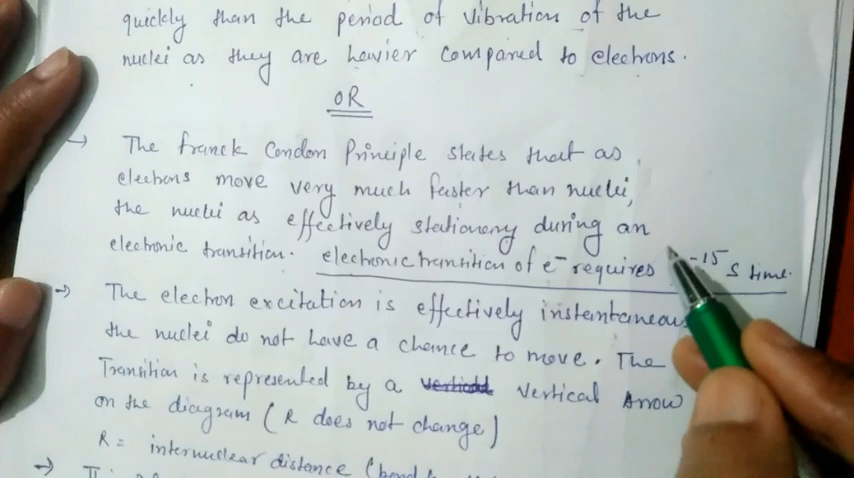 quickly than the period of vibration of the
nuclei as they are heavier compared to electrons.
OR
→ The franck Condon Principle states that as
electrons move very much faster than nuclei,
the nuclei as effectively stationery during an
electronic transition. electronic transition of e⁻ requires -15 s time.
→ The electron excitation is effectively instantaneous
the nuclei do not have a chance to move. The
Transition is represented by a vertical Arrow
on the diagram (R does not change)
R = internuclear distance (bond
→